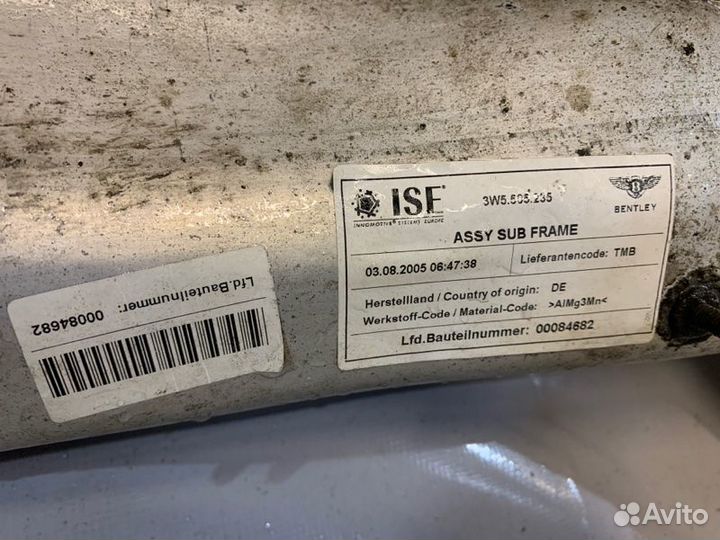 ISE
INNOMOTIVE SYSTEMS EUROPE
3W5.505.235
BENTLEY
ASSY SUB FRAME
03.08.2005 06:47:38
Lieferantencode: TMB
Herstellland / Country of origin: DE
Werkstoff-Code / Material-Code: >AlMg3Mn<
Lfd.Bauteilnummer: 00084682
Lfd.Bauteilnummer: 00084682
Avito